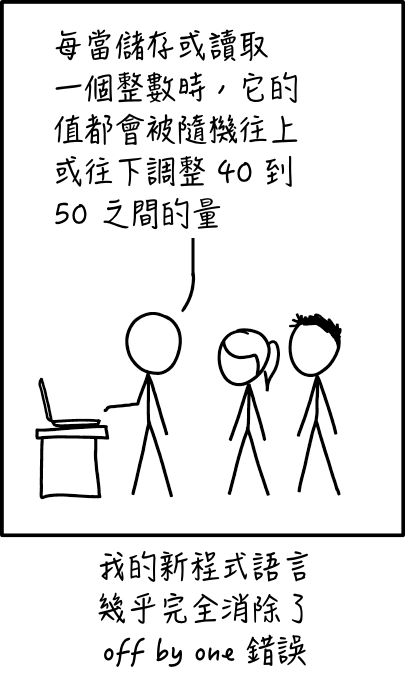 每當儲存或讀取
一個整數時，它的
值都會被隨機往上
或往下調整 40 到
50 之間的量
我的新程式語言
幾乎完全消除了
off by one 錯誤